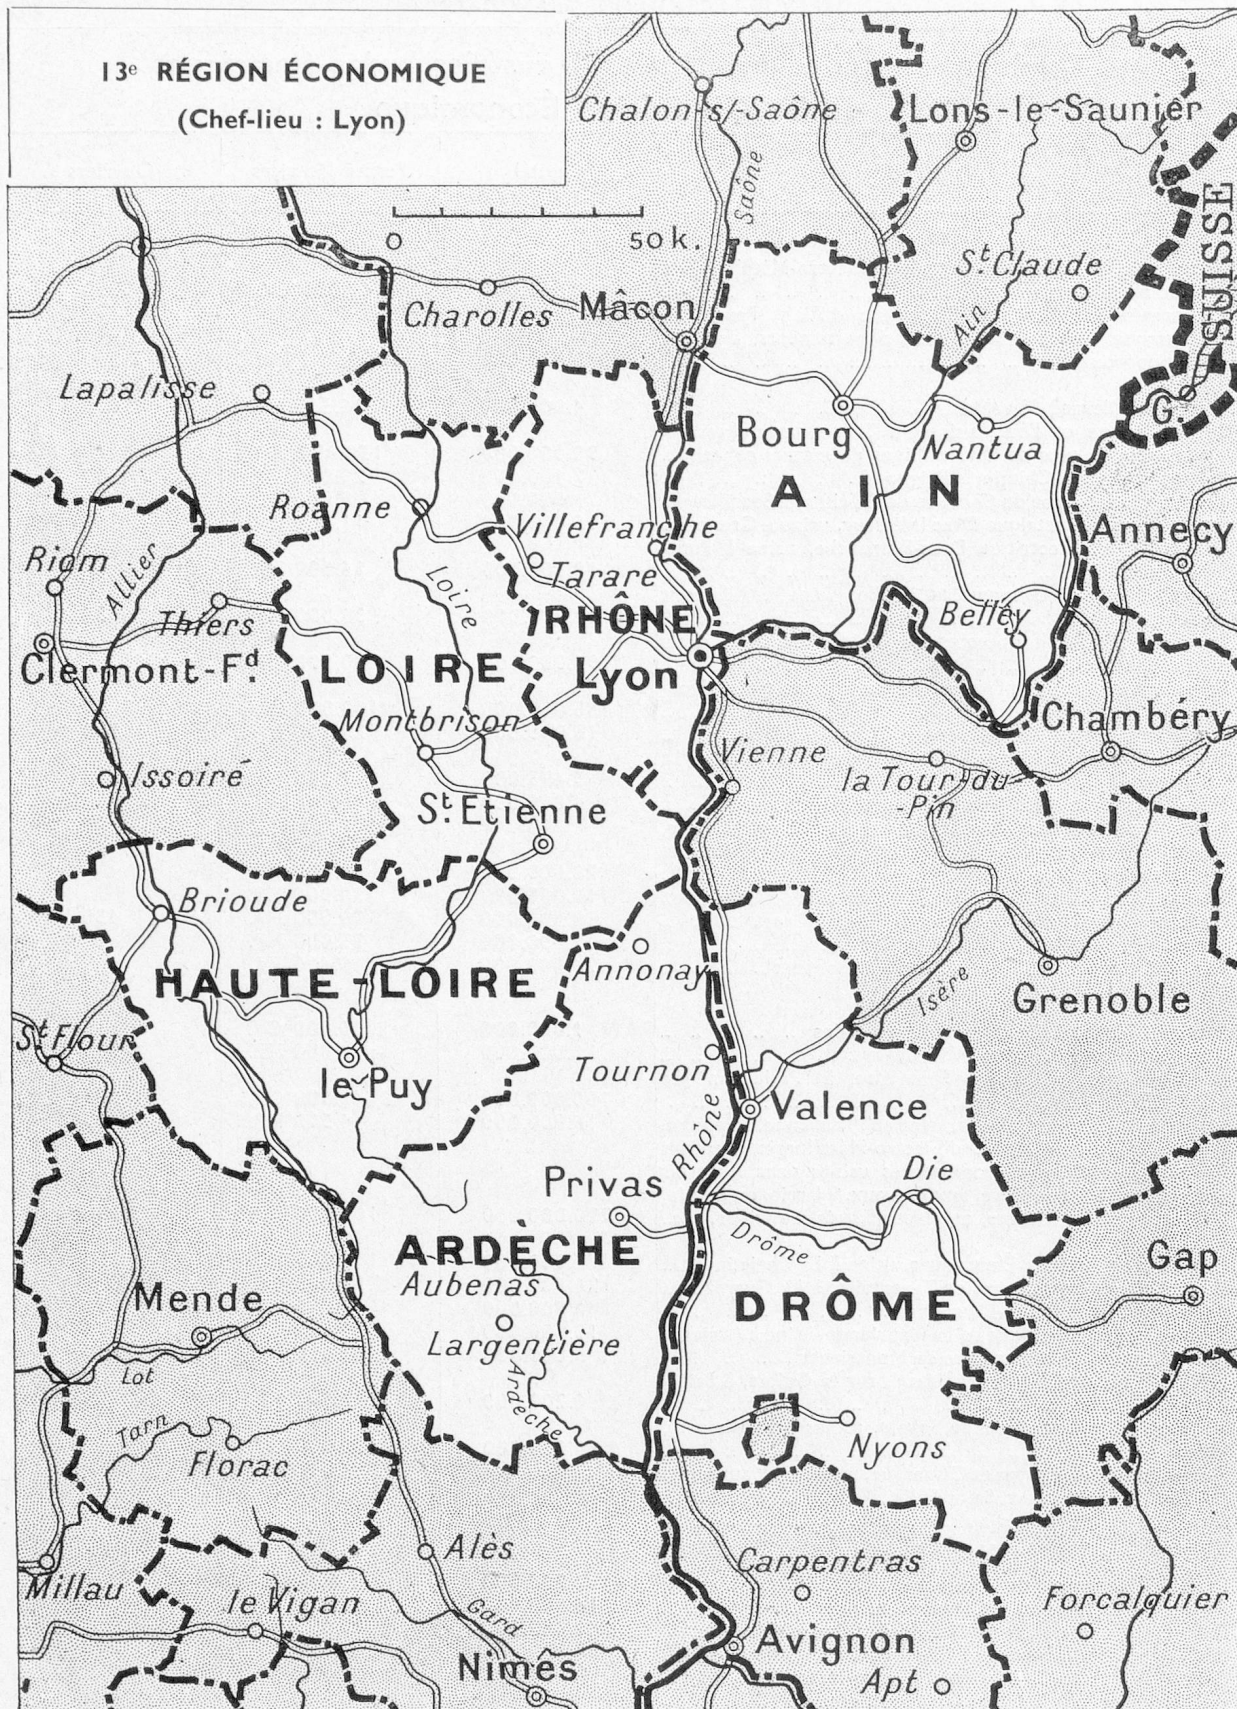 13e RÉGION ÉCONOMIQUE
(Chef-lieu : Lyon)
0
50 k.
Chalon-s/-Saône
Lons-le-Saunier
Saône
SUISSE
St. Claude
Charolles
Mâcon
Ain
Lapalisse
G.
Bourg
Nantua
AIN
Roanne
Villefranche
Annecy
Riom
Allier
Loire
Tarare
Thiers
RHÔNE
Belley
Clermont-Fd.
LOIRE
Lyon
Montbrison
Chambéry
Vienne
Issoire
la Tour-du-
-Pin
St. Etienne
Brioude
HAUTE-LOIRE
Annonay
Isère
Grenoble
St. Flour
le Puy
Tournon
Rhône
Valence
Privas
Die
ARDÈCHE
Drôme
Gap
Aubenas
Mende
DRÔME
Largentière
Lot
Ardèche
Tarn
Florac
Nyons
Alès
Carpentras
Millau
le Vigan
Gard
Forcalquier
Avignon
Nimes
Apt